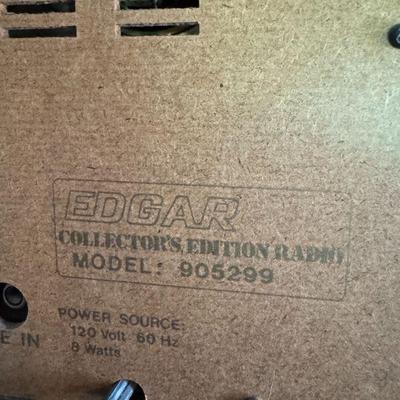 EDGAR
COLLECTOR'S EDITION RADIO
MODEL: 905299
POWER SOURCE:
120 Volt 60 Hz
8 Watts
E IN